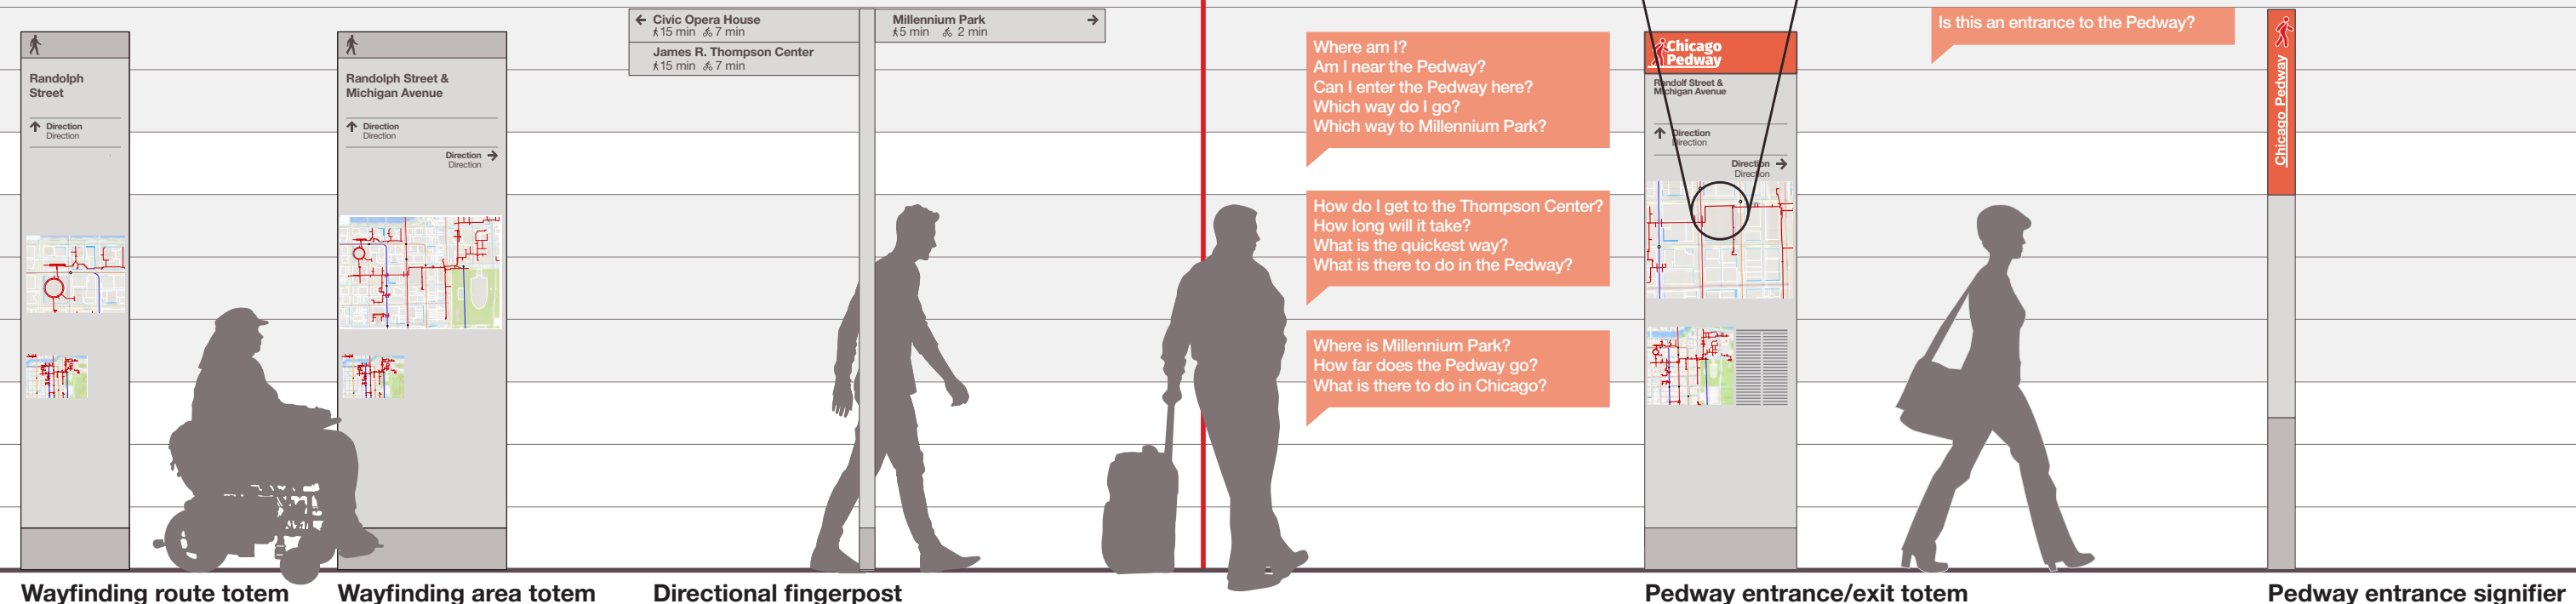 Randolph
Street
Direction
Direction
Randolph Street &
Michigan Avenue
Direction
Direction
Direction
Direction
Civic Opera House
15 min 7 min
James R. Thompson Center
15 min 7 min
Millennium Park
5 min 2 min
Where am I?
Am I near the Pedway?
Can I enter the Pedway here?
Which way do I go?
Which way to Millennium Park?
How do I get to the Thompson Center?
How long will it take?
What is the quickest way?
What is there to do in the Pedway?
Where is Millennium Park?
How far does the Pedway go?
What is there to do in Chicago?
Chicago
Pedway
Randolf Street &
Michigan Avenue
Direction
Direction
Direction
Direction
Is this an entrance to the Pedway?
Chicago Pedway
Wayfinding route totem
Wayfinding area totem
Directional fingerpost
Pedway entrance/exit totem
Pedway entrance signifier